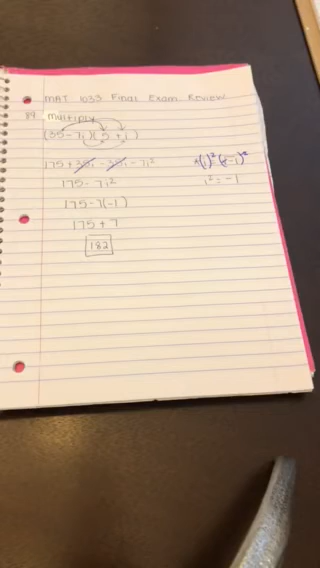 MAT 1033 Final Exam Review
89. multiply
(35-7i)(5+i)
175+35i-35i-7i²
175-7i²
175-7(-1)
175+7
182
i²=-1